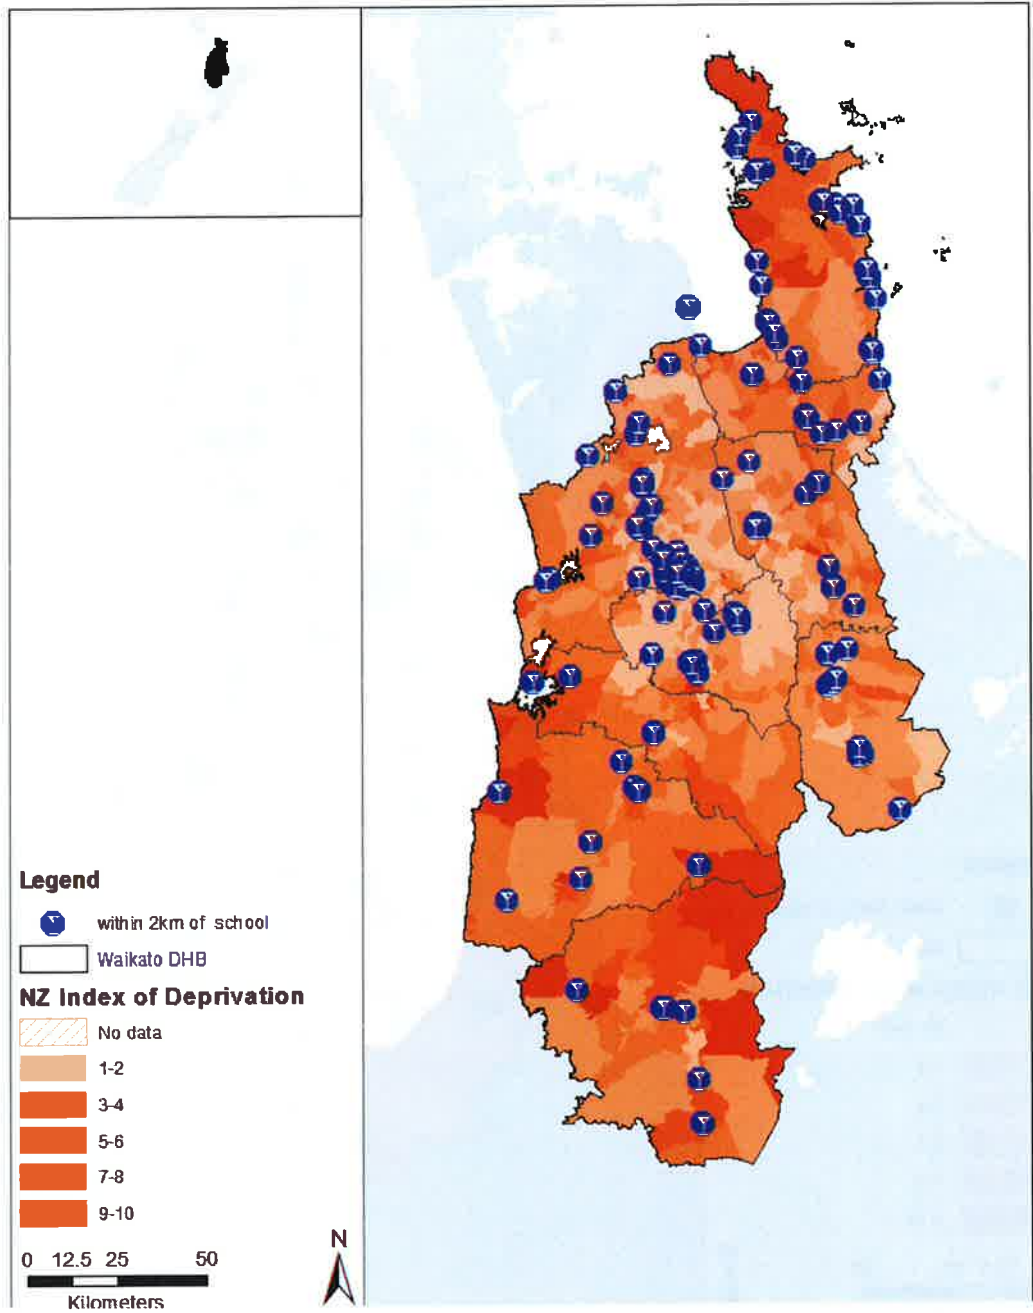 Legend
within 2km of school
Waikato DHB
NZ Index of Deprivation
No data
1-2
3-4
5-6
7-8
9-10
0 12.5 25 50
Kilometers
N